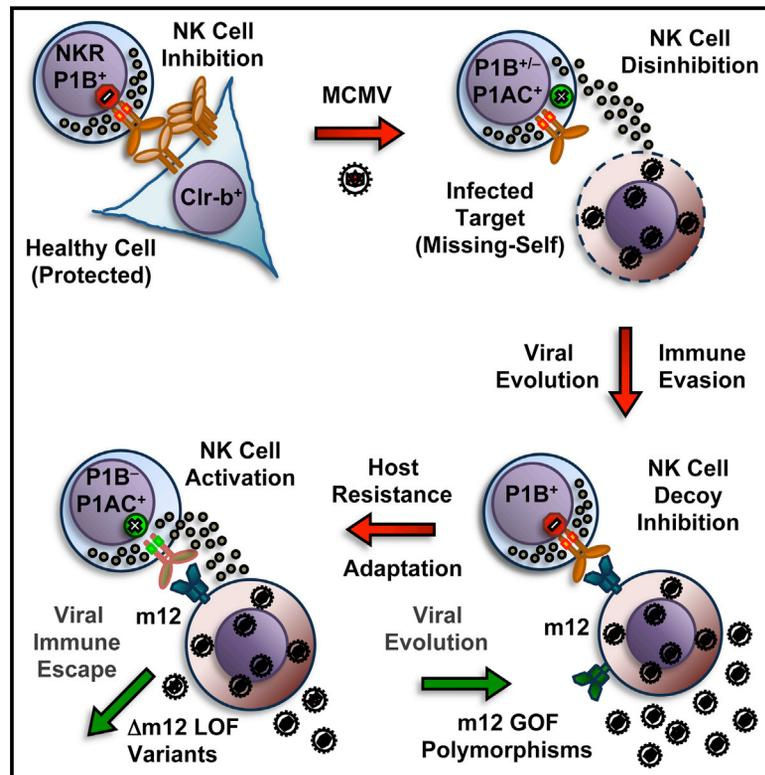 NKR
P1B⁺
NK Cell
Inhibition
Clr-b⁺
Healthy Cell
(Protected)
MCMV
P1B⁺/⁻
P1AC⁺
NK Cell
Disinhibition
Infected
Target
(Missing-Self)
Viral
Evolution
Immune
Evasion
P1B⁺
NK Cell
Decoy
Inhibition
m12
Host
Resistance
Adaptation
P1B⁻
P1AC⁺
NK Cell
Activation
m12
Viral
Immune
Escape
Δm12 LOF
Variants
Viral
Evolution
m12 GOF
Polymorphisms